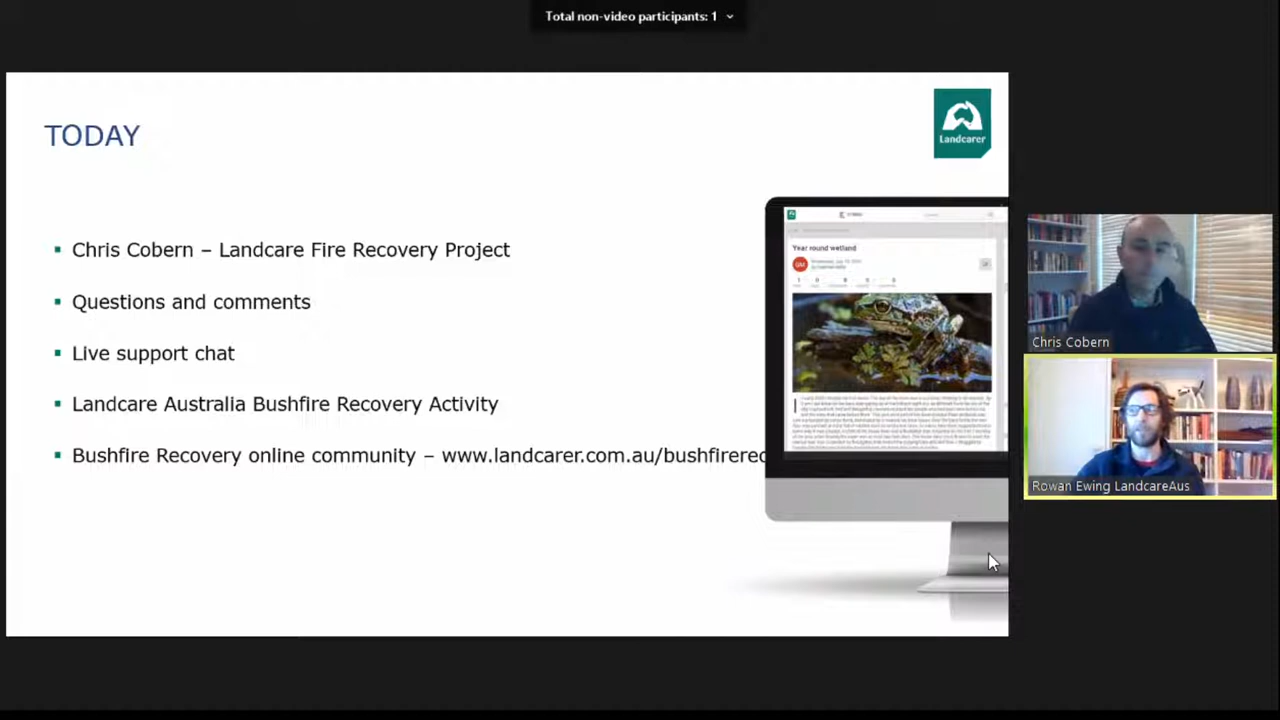 Total non-video participants: 1
TODAY
Landcarer
Chris Cobern – Landcare Fire Recovery Project
Questions and comments
Live support chat
Landcare Australia Bushfire Recovery Activity
Bushfire Recovery online community – www.landcarer.com.au/bushfirerec
Year round wetland
GM
Chris Cobern
Rowan Ewing LandcareAus